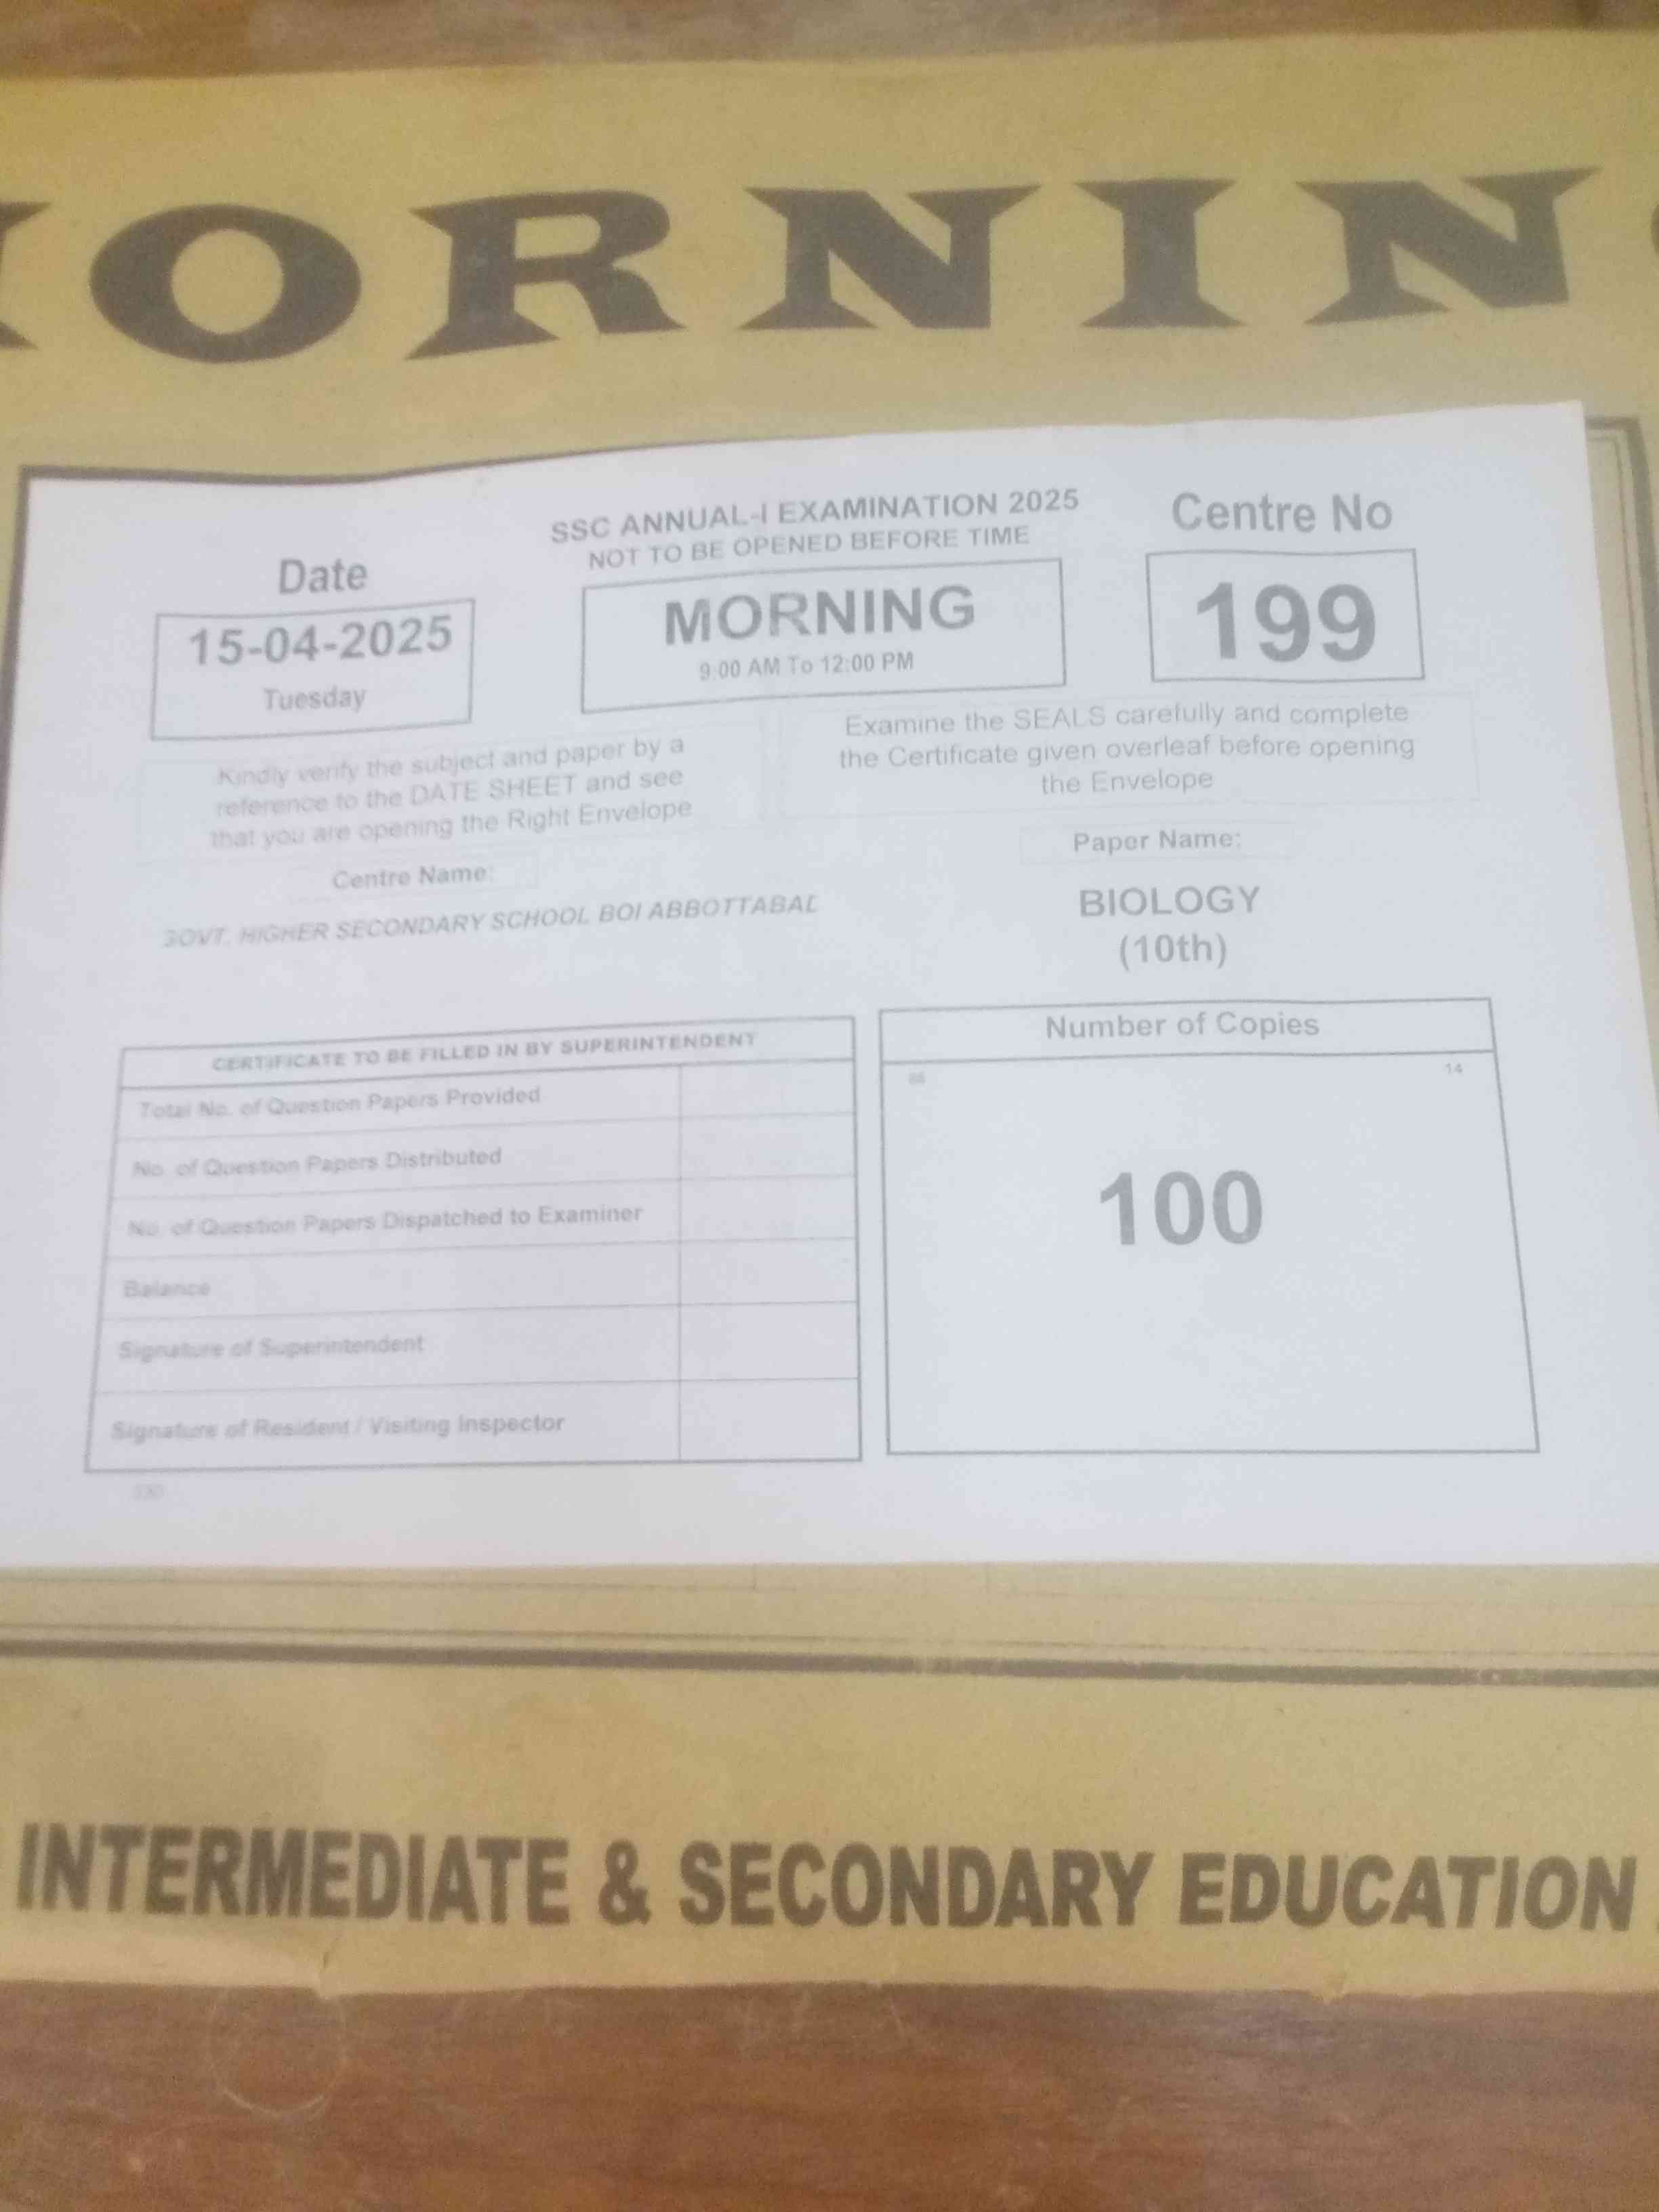 ORNIN
SSC ANNUAL-I EXAMINATION 2025
NOT TO BE OPENED BEFORE TIME
Date
15-04-2025
Tuesday
MORNING
9:00 AM To 12:00 PM
Centre No
199
Kindly verify the subject and paper by a
reference to the DATE SHEET and see
that you are opening the Right Envelope
Examine the SEALS carefully and complete
the Certificate given overleaf before opening
the Envelope
Centre Name:
GOVT. HIGHER SECONDARY SCHOOL BOI ABBOTTABAD
Paper Name:
BIOLOGY
(10th)
CERTIFICATE TO BE FILLED IN BY SUPERINTENDENT
Total No. of Question Papers Provided
No. of Question Papers Distributed
No. of Question Papers Dispatched to Examiner
Balance
Signature of Superintendent
Signature of Resident / Visiting Inspector
Number of Copies
14
100
INTERMEDIATE & SECONDARY EDUCATION